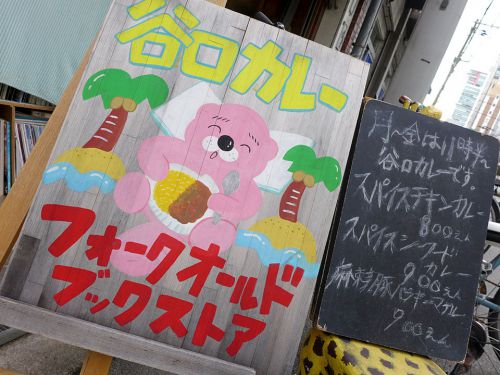 谷口カレー
フォークオールド
ブックストア
月〜金は11時半〜
谷口カレーです。
スパイスチキンカレー
800えん
スパイスシーフード
カレー
900えん
麻辣豚バラキーマカレー
900えん